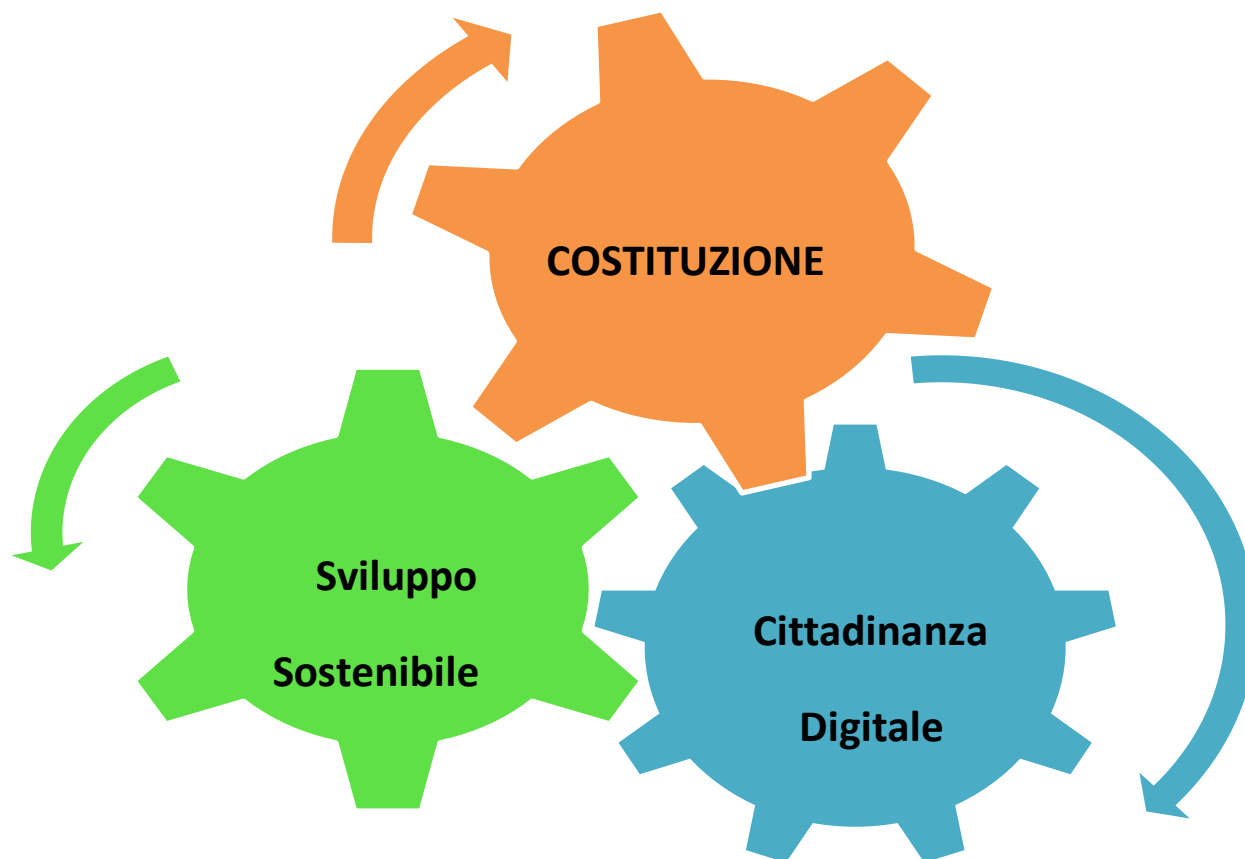 COSTITUZIONE
Sviluppo
Sostenibile
Cittadinanza
Digitale